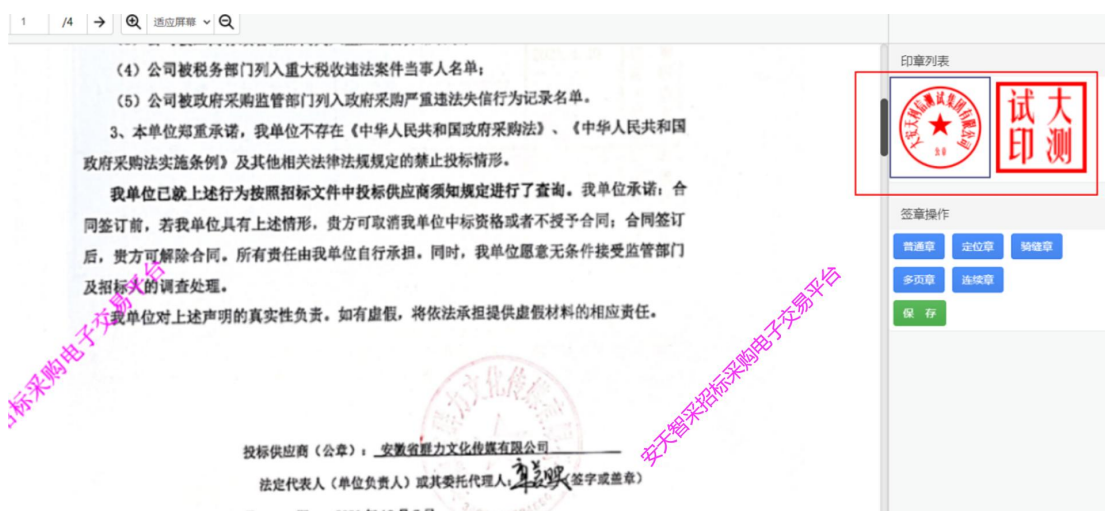 1 /4 → 适应屏幕
（4）公司被税务部门列入重大税收违法案件当事人名单；
（5）公司被政府采购监管部门列入政府采购严重违法失信行为记录名单。
3、本单位郑重承诺，我单位不存在《中华人民共和国政府采购法》、《中华人民共和国
政府采购法实施条例》及其他相关法律法规规定的禁止投标情形。
我单位已就上述行为按照招标文件中投标供应商须知规定进行了查询。我单位承诺：合
同签订前，若我单位具有上述情形，贵方可取消我单位中标资格或者不授予合同；合同签订
后，贵方可解除合同。所有责任由我单位自行承担。同时，我单位愿意无条件接受监管部门
及招标人的调查处理。
我单位对上述声明的真实性负责。如有虚假，将依法承担提供虚假材料的相应责任。
招标采购电子交易平台
安天智采招标采购电子交易平台
投标供应商（公章）：安徽省群力文化传媒有限公司
法定代表人（单位负责人）或其委托代理人：（签字或盖章）
印章列表
试大
印测
签章操作
普通章 定位章 骑缝章
多页章 连续章
保 存